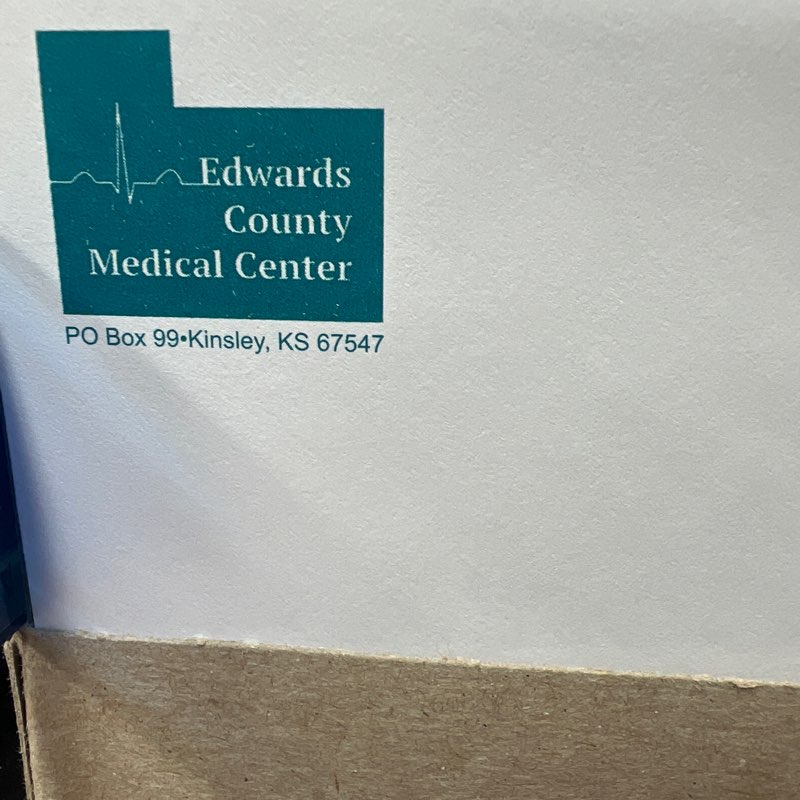 Edwards
County
Medical Center
PO Box 99•Kinsley, KS 67547